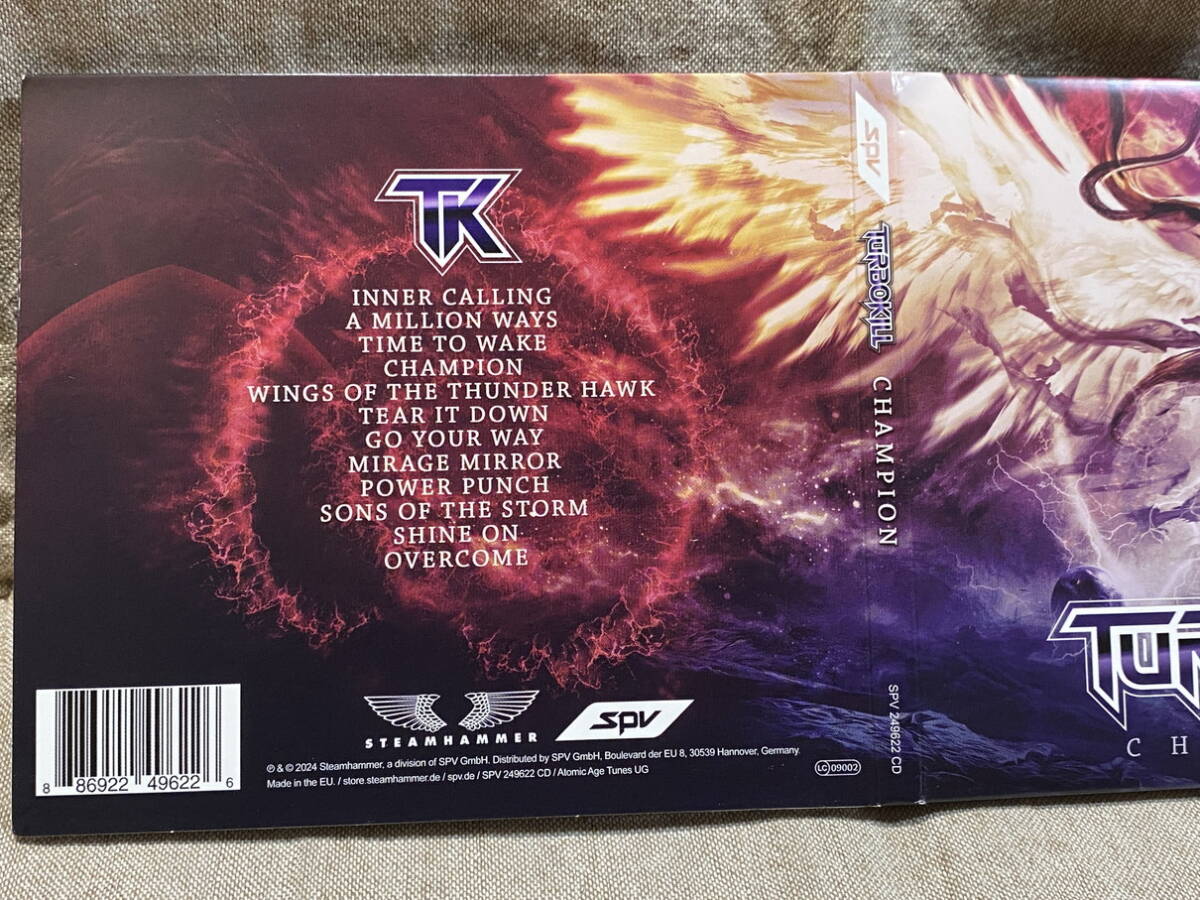 TK
INNER CALLING
A MILLION WAYS
TIME TO WAKE
CHAMPION
WINGS OF THE THUNDER HAWK
TEAR IT DOWN
GO YOUR WAY
MIRAGE MIRROR
POWER PUNCH
SONS OF THE STORM
SHINE ON
OVERCOME
8 86922 49622 6
STEAMHAMMER
spv
℗ & © 2024 Steamhammer, a division of SPV GmbH. Distributed by SPV GmbH, Boulevard der EU 8, 30539 Hannover, Germany.
Made in the EU. / store.steamhammer.de / spv.de / SPV 249622 CD / Atomic Age Tunes UG
LC 09002
spv
TURBOKILL
CHAMPION
SPV 249622 CD
TUR
CH